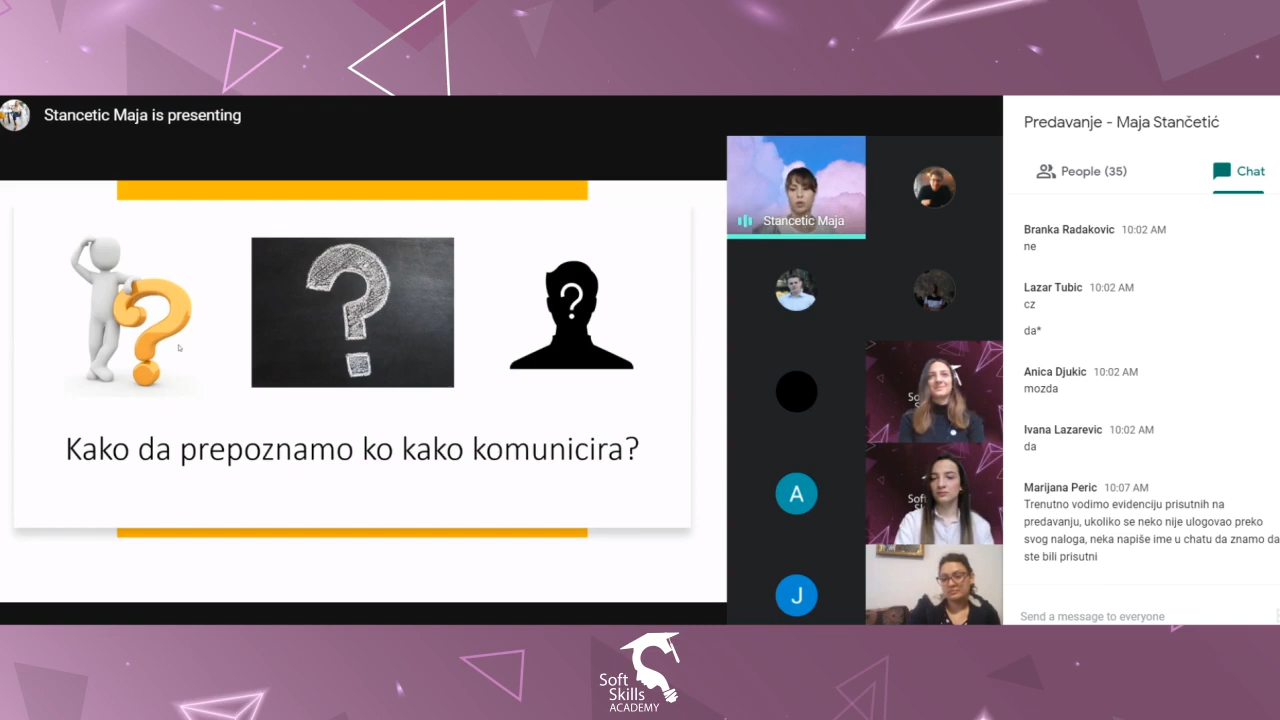 Stancetic Maja is presenting
Stancetic Maja
Kako da prepoznamo ko kako komunicira?
A
J
Predavanje - Maja Stančetić
People (35)
Chat
Branka Radakovic 10:02 AM
ne
Lazar Tubic 10:02 AM
cz
da*
Anica Djukic 10:02 AM
mozda
Ivana Lazarevic 10:02 AM
da
Marijana Peric 10:07 AM
Trenutno vodimo evidenciju prisutnih na
predavanju, ukoliko se neko nije ulogovao preko
svog naloga, neka napiše ime u chatu da znamo da
ste bili prisutni
Send a message to everyone
Soft
Skills
ACADEMY